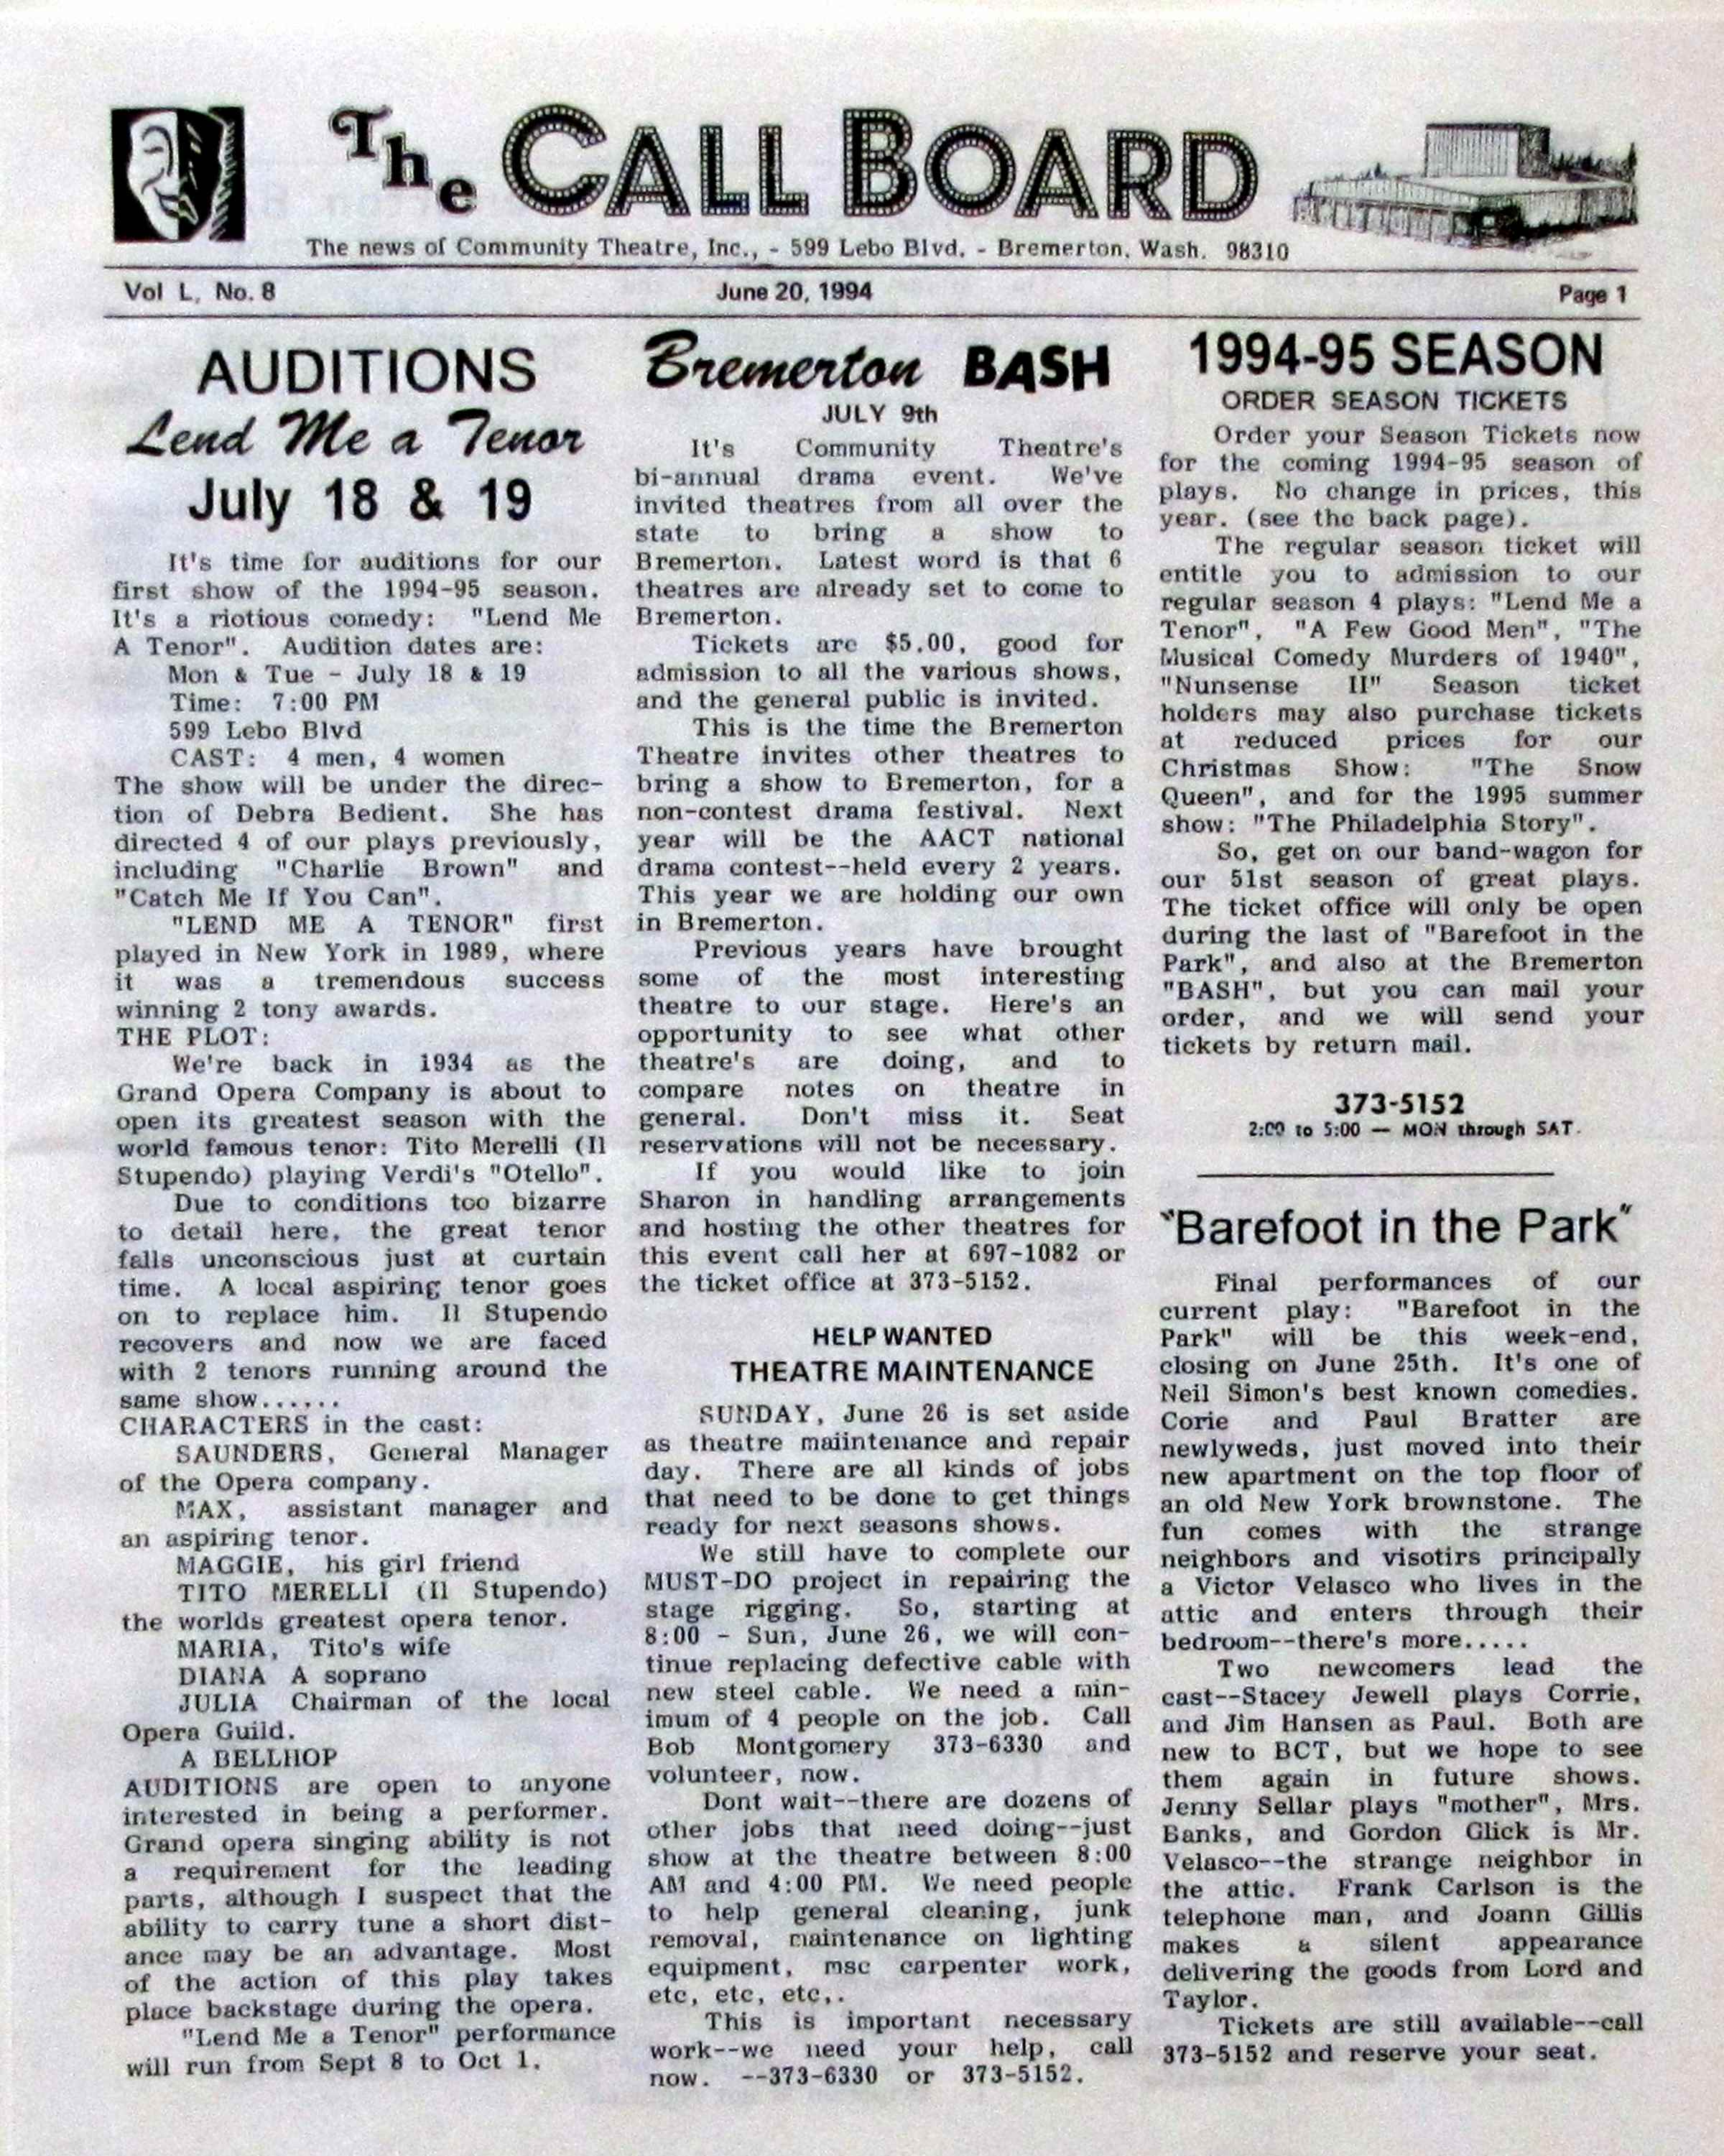 The CALL BOARD
The news of Community Theatre, Inc., - 599 Lebo Blvd. - Bremerton, Wash. 98310
Vol L, No. 8 June 20, 1994 Page 1
AUDITIONS
Lend Me a Tenor
July 18 & 19
It's time for auditions for our
first show of the 1994-95 season.
It's a riotious comedy: "Lend Me
A Tenor". Audition dates are:
Mon & Tue - July 18 & 19
Time: 7:00 PM
599 Lebo Blvd
CAST: 4 men, 4 women
The show will be under the direc-
tion of Debra Bedient. She has
directed 4 of our plays previously,
including "Charlie Brown" and
"Catch Me If You Can".
"LEND ME A TENOR" first
played in New York in 1989, where
it was a tremendous success
winning 2 tony awards.
THE PLOT:
We're back in 1934 as the
Grand Opera Company is about to
open its greatest season with the
world famous tenor: Tito Merelli (Il
Stupendo) playing Verdi's "Otello".
Due to conditions too bizarre
to detail here, the great tenor
falls unconscious just at curtain
time. A local aspiring tenor goes
on to replace him. Il Stupendo
recovers and now we are faced
with 2 tenors running around the
same show......
CHARACTERS in the cast:
SAUNDERS, General Manager
of the Opera company.
MAX, assistant manager and
an aspiring tenor.
MAGGIE, his girl friend
TITO MERELLI (Il Stupendo)
the worlds greatest opera tenor.
MARIA, Tito's wife
DIANA A soprano
JULIA Chairman of the local
Opera Guild.
A BELLHOP
AUDITIONS are open to anyone
interested in being a performer.
Grand opera singing ability is not
a requirement for the leading
parts, although I suspect that the
ability to carry tune a short dist-
ance may be an advantage. Most
of the action of this play takes
place backstage during the opera.
"Lend Me a Tenor" performance
will run from Sept 8 to Oct 1.
Bremerton BASH
JULY 9th
It's Community Theatre's
bi-annual drama event. We've
invited theatres from all over the
state to bring a show to
Bremerton. Latest word is that 6
theatres are already set to come to
Bremerton.
Tickets are $5.00, good for
admission to all the various shows,
and the general public is invited.
This is the time the Bremerton
Theatre invites other theatres to
bring a show to Bremerton, for a
non-contest drama festival. Next
year will be the AACT national
drama contest--held every 2 years.
This year we are holding our own
in Bremerton.
Previous years have brought
some of the most interesting
theatre to our stage. Here's an
opportunity to see what other
theatre's are doing, and to
compare notes on theatre in
general. Don't miss it. Seat
reservations will not be necessary.
If you would like to join
Sharon in handling arrangements
and hosting the other theatres for
this event call her at 697-1082 or
the ticket office at 373-5152.
HELP WANTED
THEATRE MAINTENANCE
SUNDAY, June 26 is set aside
as theatre maiintenance and repair
day. There are all kinds of jobs
that need to be done to get things
ready for next seasons shows.
We still have to complete our
MUST-DO project in repairing the
stage rigging. So, starting at
8:00 - Sun, June 26, we will con-
tinue replacing defective cable with
new steel cable. We need a min-
imum of 4 people on the job. Call
Bob Montgomery 373-6330 and
volunteer, now.
Dont wait--there are dozens of
other jobs that need doing--just
show at the theatre between 8:00
AM and 4:00 PM. We need people
to help general cleaning, junk
removal, maintenance on lighting
equipment, msc carpenter work,
etc, etc, etc,.
This is important necessary
work--we need your help, call
now. --373-6330 or 373-5152.
1994-95 SEASON
ORDER SEASON TICKETS
Order your Season Tickets now
for the coming 1994-95 season of
plays. No change in prices, this
year. (see the back page).
The regular season ticket will
entitle you to admission to our
regular season 4 plays: "Lend Me a
Tenor", "A Few Good Men", "The
Musical Comedy Murders of 1940",
"Nunsense II" Season ticket
holders may also purchase tickets
at reduced prices for our
Christmas Show: "The Snow
Queen", and for the 1995 summer
show: "The Philadelphia Story".
So, get on our band-wagon for
our 51st season of great plays.
The ticket office will only be open
during the last of "Barefoot in the
Park", and also at the Bremerton
"BASH", but you can mail your
order, and we will send your
tickets by return mail.
373-5152
2:00 to 5:00 — MON through SAT.
"Barefoot in the Park"
Final performances of our
current play: "Barefoot in the
Park" will be this week-end,
closing on June 25th. It's one of
Neil Simon's best known comedies.
Corie and Paul Bratter are
newlyweds, just moved into their
new apartment on the top floor of
an old New York brownstone. The
fun comes with the strange
neighbors and visotirs principally
a Victor Velasco who lives in the
attic and enters through their
bedroom--there's more.....
Two newcomers lead the
cast--Stacey Jewell plays Corrie,
and Jim Hansen as Paul. Both are
new to BCT, but we hope to see
them again in future shows.
Jenny Sellar plays "mother", Mrs.
Banks, and Gordon Glick is Mr.
Velasco--the strange neighbor in
the attic. Frank Carlson is the
telephone man, and Joann Gillis
makes a silent appearance
delivering the goods from Lord and
Taylor.
Tickets are still available--call
373-5152 and reserve your seat.